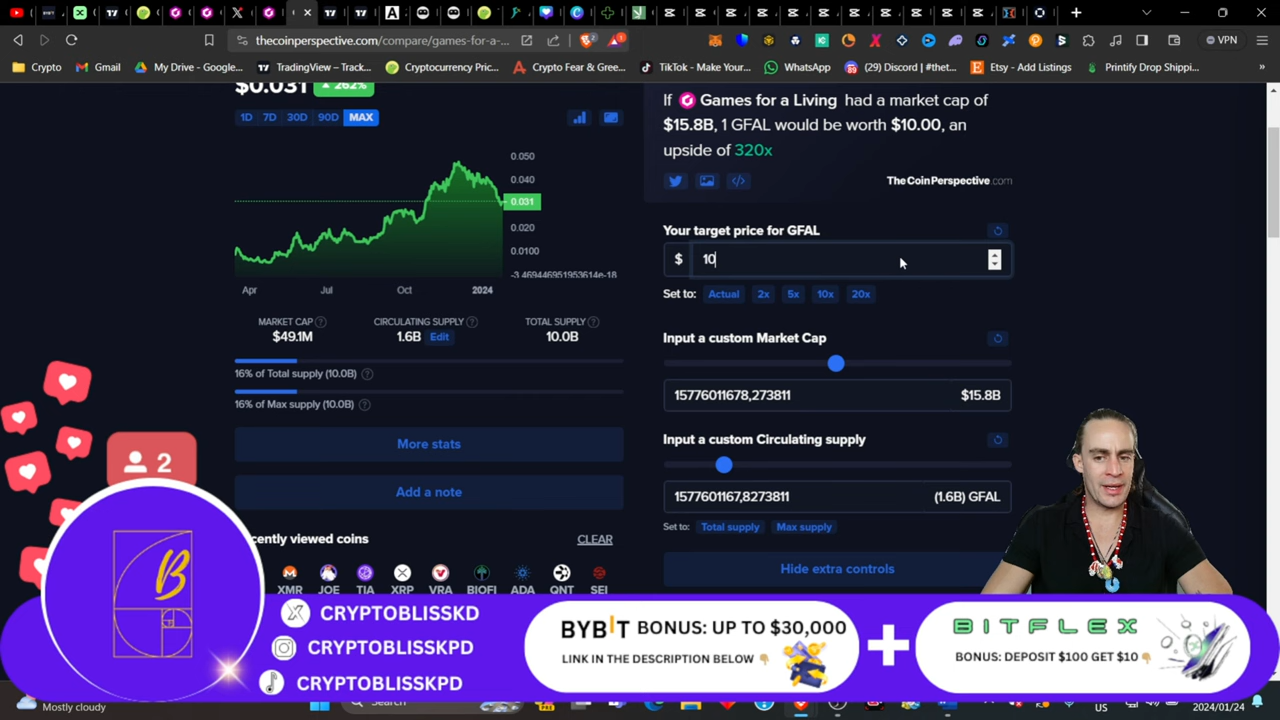 thecoinperspective.com/compare/games-for-a-...
VPN
Crypto
Gmail
My Drive - Google...
TradingView – Track...
Cryptocurrency Pric...
Crypto Fear & Gree...
TikTok - Make Your...
WhatsApp
(29) Discord | #thet...
Etsy - Add Listings
Printify Drop Shippi...
$0.031
262%
1D 7D 30D 90D MAX
0.050
0.040
0.031
0.020
0.0100
-3.469446951953614e-18
Apr Jul Oct 2024
MARKET CAP
$49.1M
CIRCULATING SUPPLY
1.6B Edit
TOTAL SUPPLY
10.0B
16% of Total supply (10.0B)
16% of Max supply (10.0B)
More stats
Add a note
cently viewed coins
CLEAR
XMR JOE TIA XRP VRA BIOFI ADA QNT SEI
If Games for a Living had a market cap of
$15.8B, 1 GFAL would be worth $10.00, an
upside of 320x
TheCoinPerspective.com
Your target price for GFAL
$ 10
Set to: Actual 2x 5x 10x 20x
Input a custom Market Cap
15776011678,273811 $15.8B
Input a custom Circulating supply
1577601167,8273811 (1.6B) GFAL
Set to: Total supply Max supply
Hide extra controls
2
B
CRYPTOBLISSKD
CRYPTOBLISSKPD
CRYPTOBLISSKPD
BYBIT BONUS: UP TO $30,000
LINK IN THE DESCRIPTION BELOW
BITFLEX
BONUS: DEPOSIT $100 GET $10
Mostly cloudy
Search
US
2024/01/24